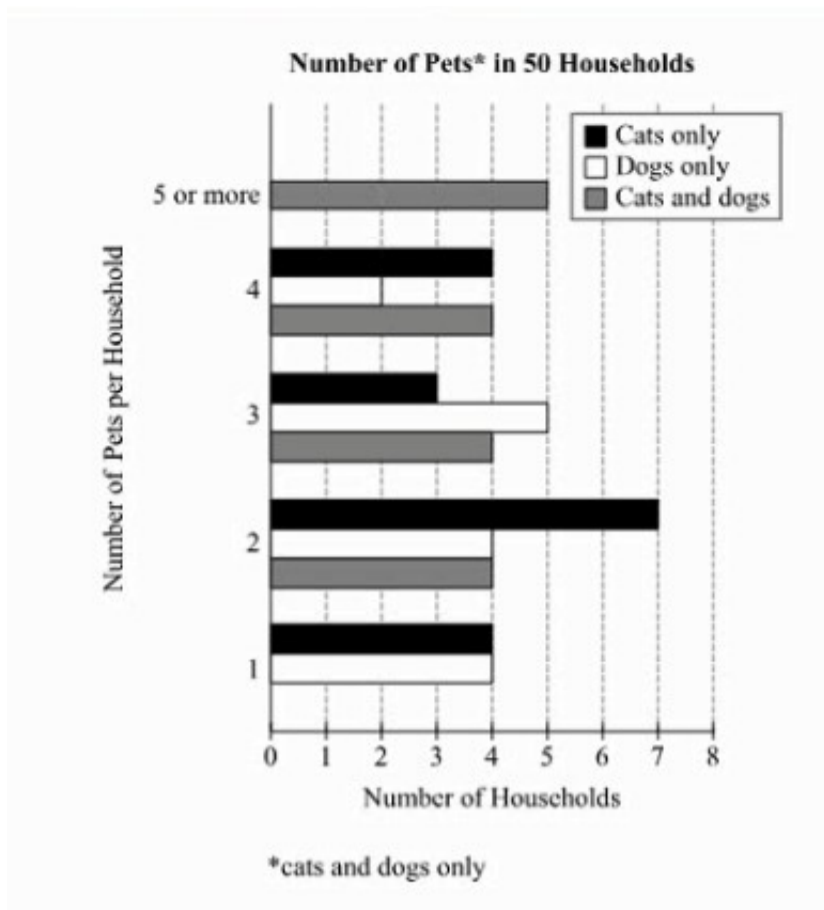 Number of Pets* in 50 Households
Cats only
Dogs only
Cats and dogs
5 or more
4
3
2
1
Number of Pets per Household
0 1 2 3 4 5 6 7 8
Number of Households
*cats and dogs only